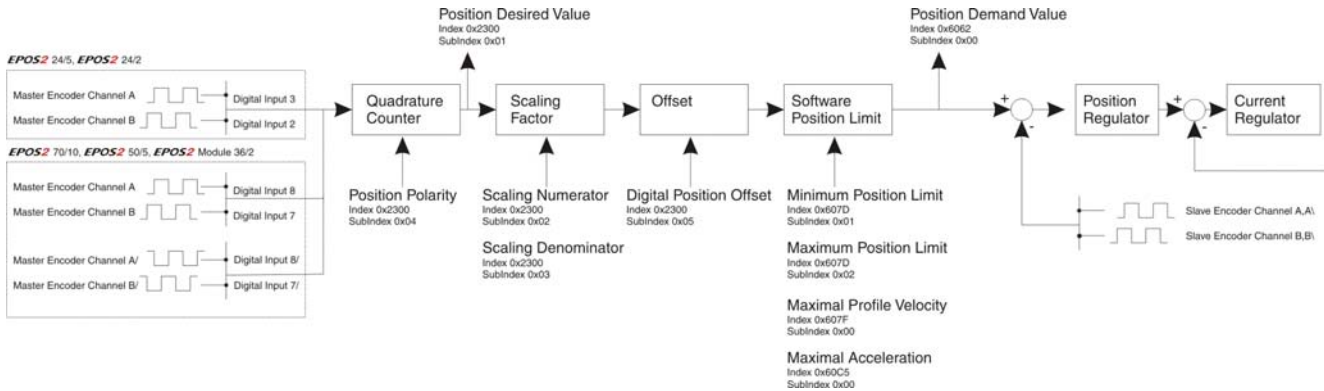 Position Desired Value
Index 0x2300
SubIndex 0x01
Position Demand Value
Index 0x6062
SubIndex 0x00
EPOS2 24/5, EPOS2 24/2
Master Encoder Channel A
Digital Input 3
Master Encoder Channel B
Digital Input 2
EPOS2 70/10, EPOS2 50/5, EPOS2 Module 36/2
Master Encoder Channel A
Digital Input 8
Master Encoder Channel B
Digital Input 7
Master Encoder Channel A/
Digital Input 8/
Master Encoder Channel B/
Digital Input 7/
Quadrature
Counter
Scaling
Factor
Offset
Software
Position Limit
+
-
Position
Regulator
+
-
Current
Regulator
Position Polarity
Index 0x2300
SubIndex 0x04
Scaling Numerator
Index 0x2300
SubIndex 0x02
Scaling Denominator
Index 0x2300
SubIndex 0x03
Digital Position Offset
Index 0x2300
SubIndex 0x05
Minimum Position Limit
Index 0x607D
SubIndex 0x01
Maximum Position Limit
Index 0x607D
SubIndex 0x02
Maximal Profile Velocity
Index 0x607F
SubIndex 0x00
Maximal Acceleration
Index 0x60C5
SubIndex 0x00
Slave Encoder Channel A,A\
Slave Encoder Channel B,B\